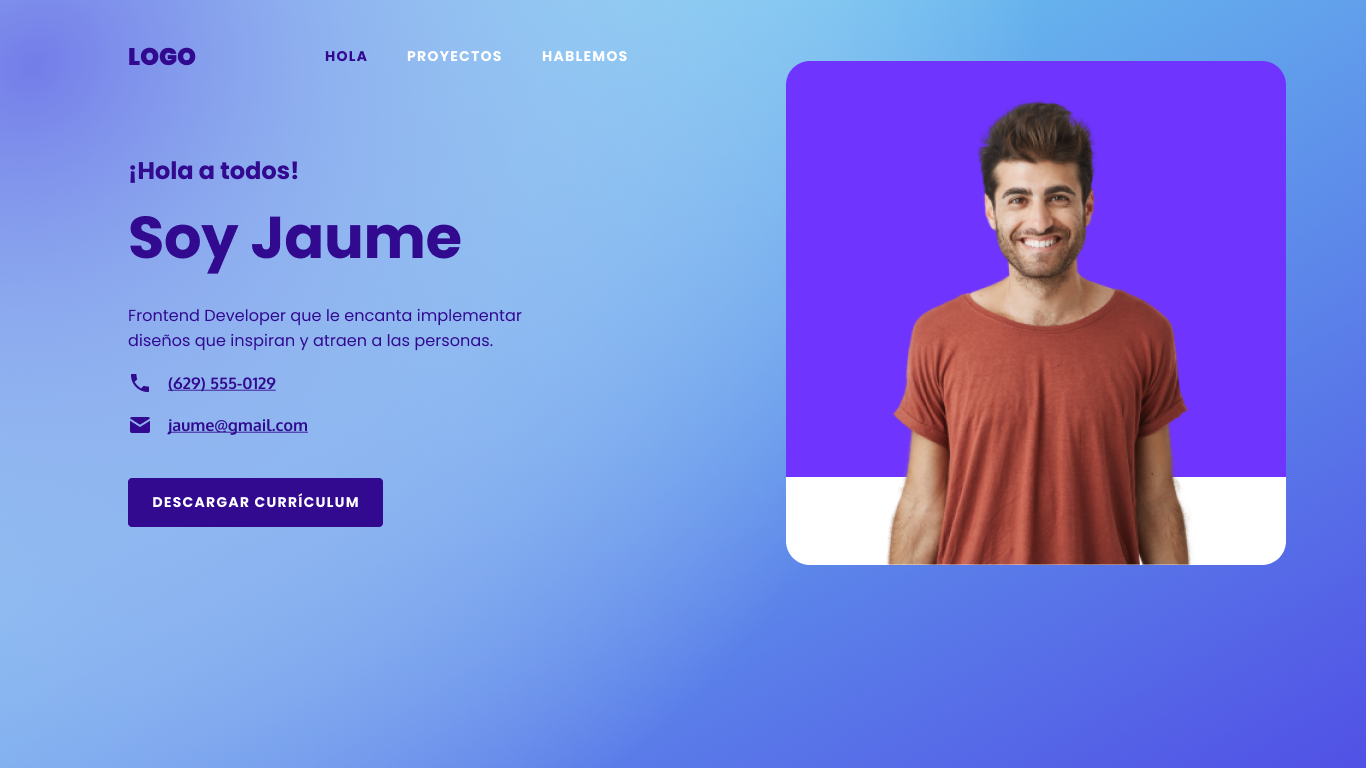 LOGO
HOLA
PROYECTOS
HABLEMOS
¡Hola a todos!
Soy Jaume
Frontend Developer que le encanta implementar
diseños que inspiran y atraen a las personas.
(629) 555-0129
jaume@gmail.com
DESCARGAR CURRÍCULUM